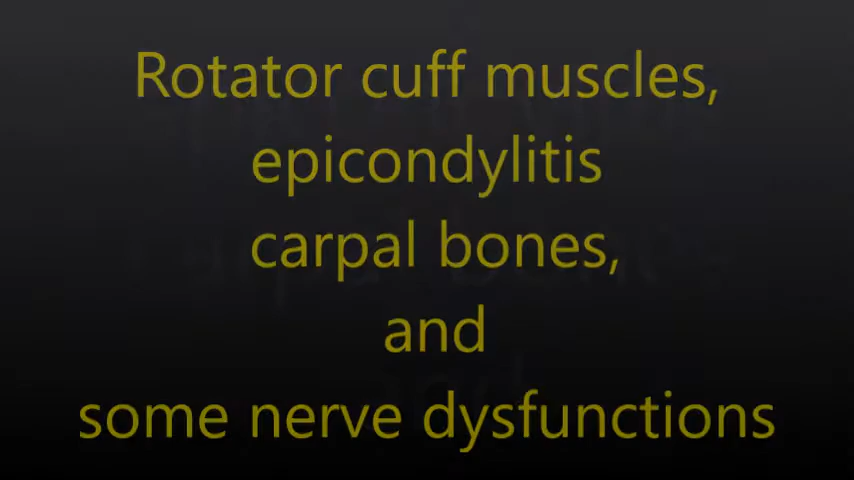 Rotator cuff muscles,
epicondylitis
carpal bones,
and
some nerve dysfunctions